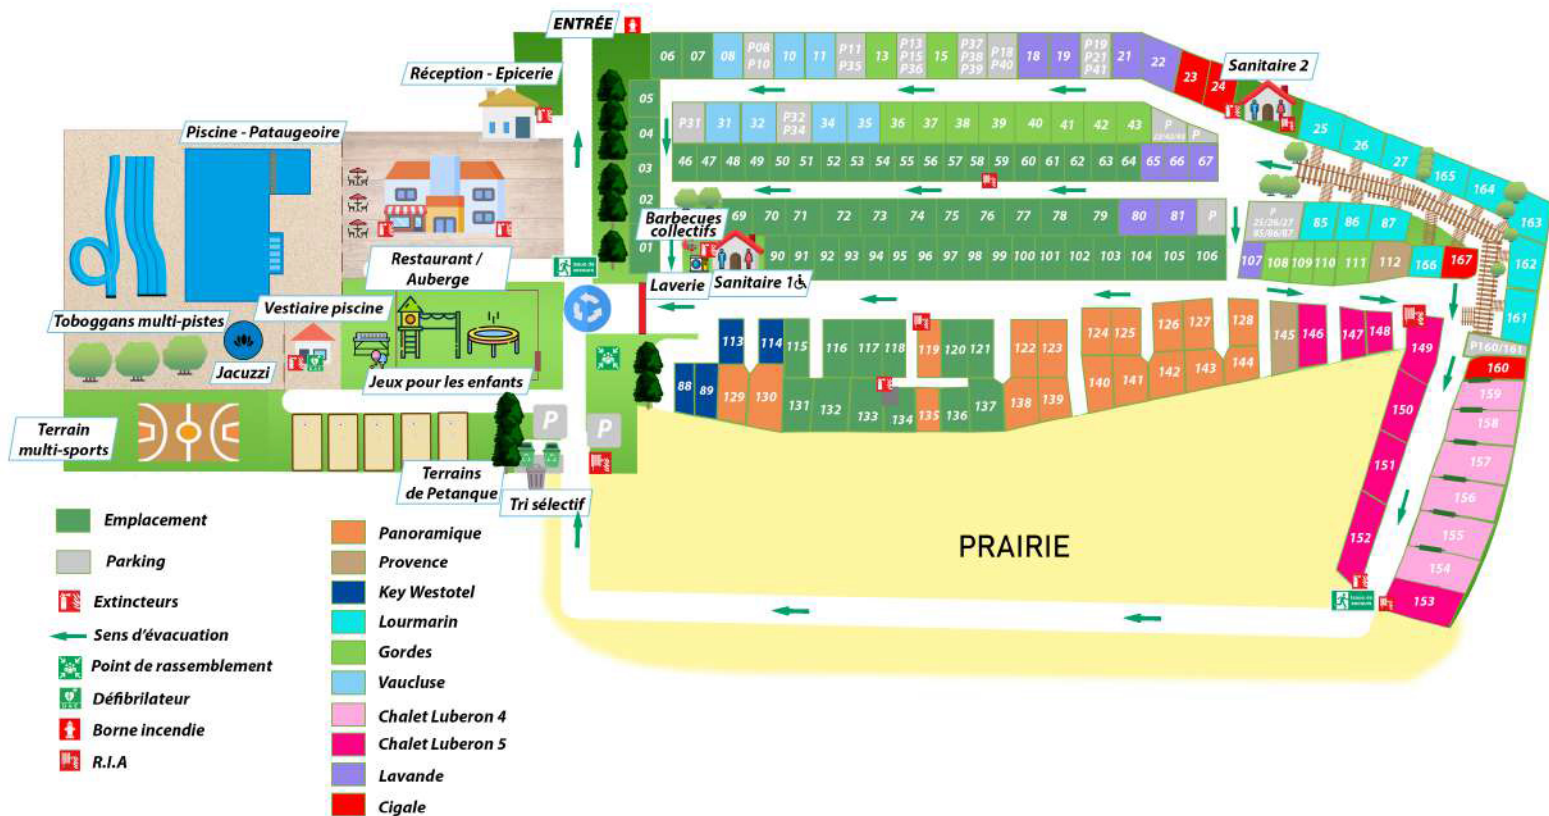 ENTRÉE
Réception - Epicerie
Piscine - Pataugeoire
Sanitaire 2
06 07 08 P08 P10 10 11 P11 P35 13 P13 P15 P36 15 P37 P38 P39 P18 P40 18 19 P19 P21 P41 21 22 23 24
05
04
03
02
01
P31 31 32 P32 P34 34 35 36 37 38 39 40 41 42 43 P P
46 47 48 49 50 51 52 53 54 55 56 57 58 59 60 61 62 63 64 65 66 67
25 26 27 165 164 163 162 161
P160/161
160
Barbecues
collectifs
69 70 71 72 73 74 75 76 77 78 79 80 81 P
P
25/26/27
85/86/87
85 86 87
90 91 92 93 94 95 96 97 98 99 100 101 102 103 104 105 106
107 108 109 110 111 112 166 167
Restaurant /
Auberge
Laverie
Sanitaire 1
Vestiaire piscine
Toboggans multi-pistes
Jacuzzi
Jeux pour les enfants
113 114 115 116 117 118 119 120 121 122 123 124 125 126 127 128 145 146 147 148 149
88 89 129 130 131 132 133 134 135 136 137 138 139 140 141 142 143 144
150
151
152
159
158
157
156
155
154
153
Terrain
multi-sports
P
P
Terrains
de Petanque
Tri sélectif
PRAIRIE
Emplacement
Parking
Extincteurs
Sens d'évacuation
Point de rassemblement
Défibrilateur
Borne incendie
R.I.A
Panoramique
Provence
Key Westotel
Lourmarin
Gordes
Vaucluse
Chalet Luberon 4
Chalet Luberon 5
Lavande
Cigale